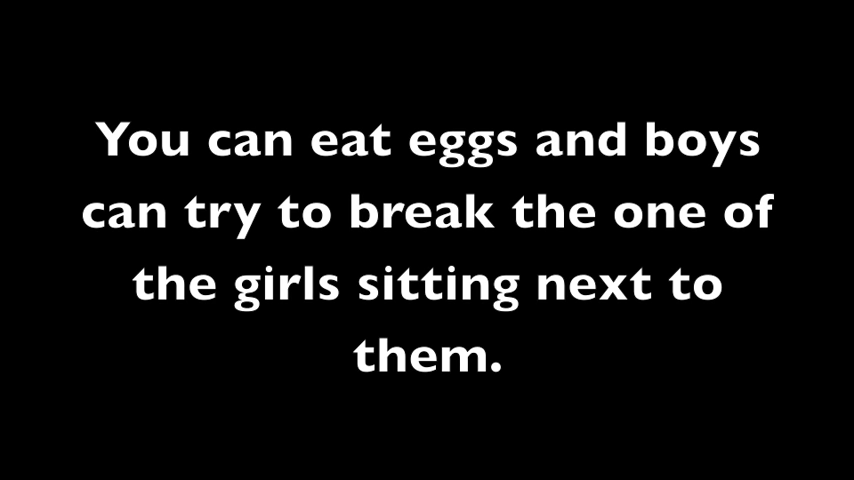 You can eat eggs and boys
can try to break the one of
the girls sitting next to
them.